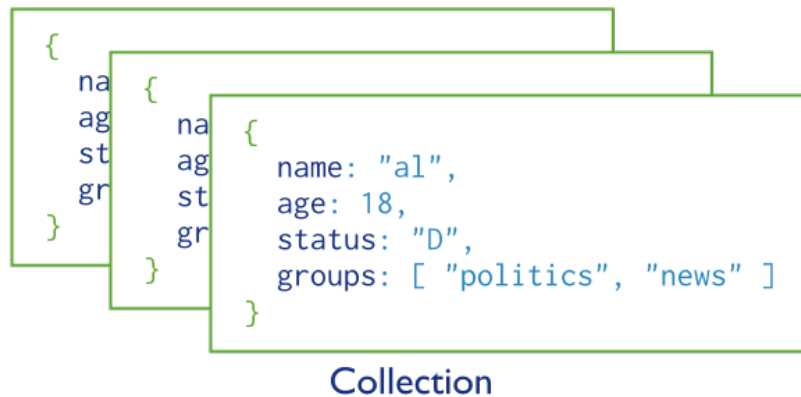 {
na
ag
st
gr
}
{
na
ag
st
gr
}
{
name: "al",
age: 18,
status: "D",
groups: [ "politics", "news" ]
}
Collection